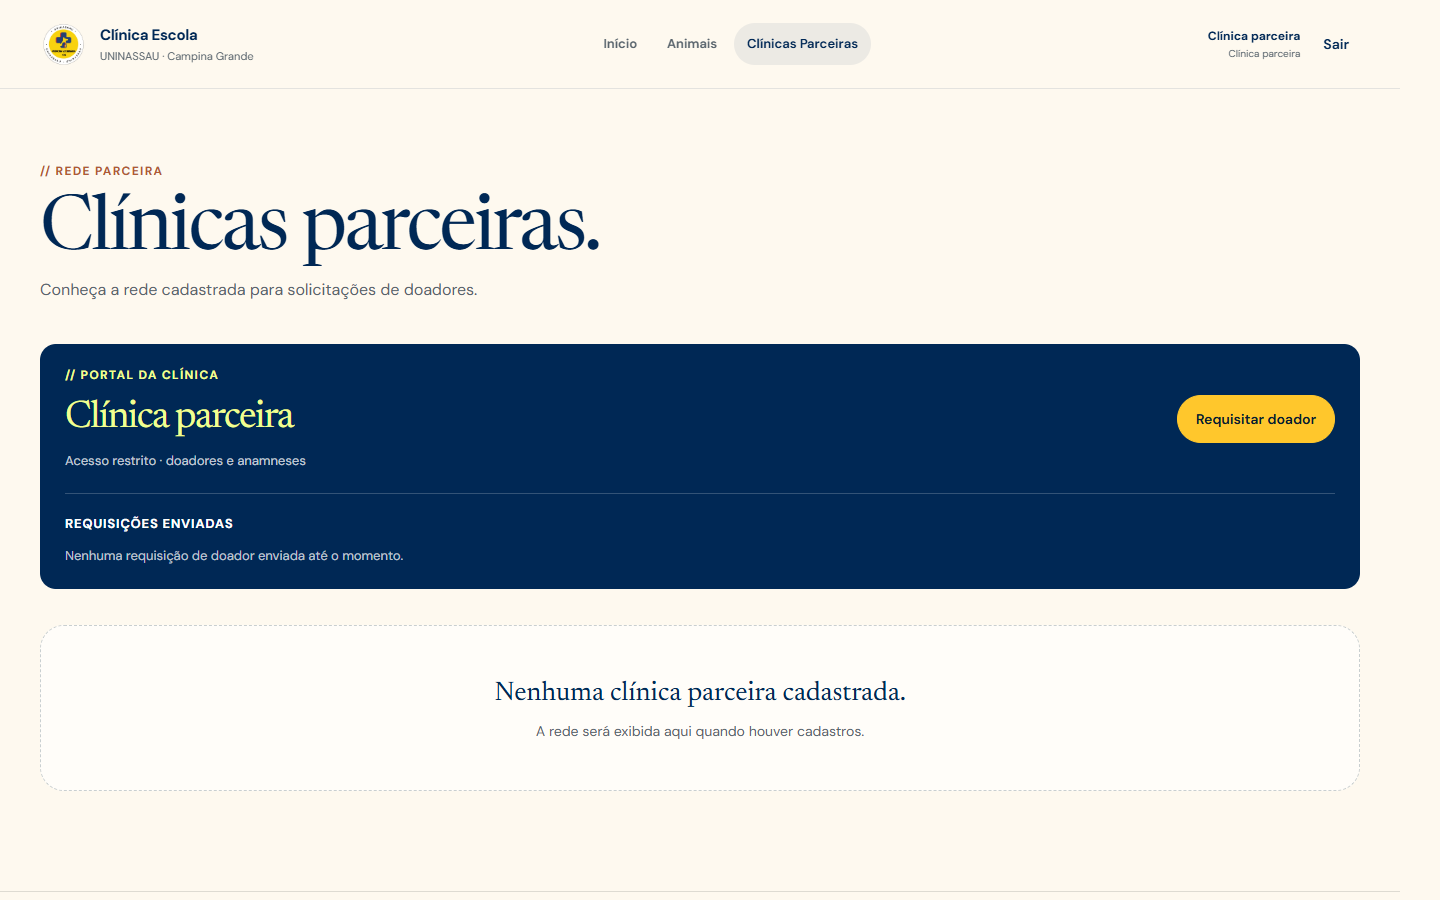 Clínica Escola
UNINASSAU · Campina Grande
Início
Animais
Clínicas Parceiras
Clínica parceira
Clínica parceira
Sair
// REDE PARCEIRA
Clínicas parceiras.
Conheça a rede cadastrada para solicitações de doadores.
// PORTAL DA CLÍNICA
Clínica parceira
Requisitar doador
Acesso restrito · doadores e anamneses
REQUISIÇÕES ENVIADAS
Nenhuma requisição de doador enviada até o momento.
Nenhuma clínica parceira cadastrada.
A rede será exibida aqui quando houver cadastros.